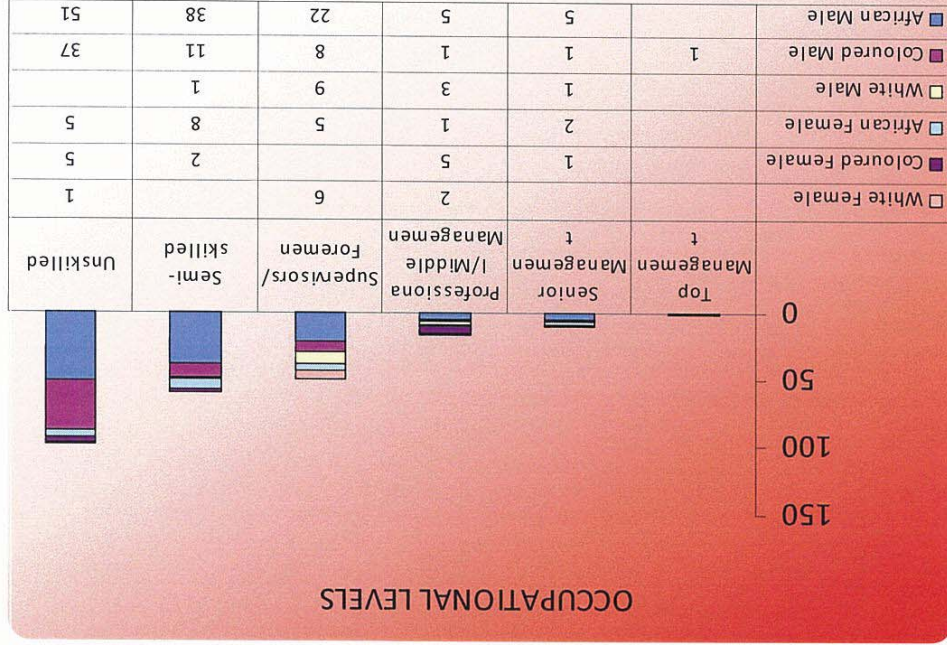 OCCUPATIONAL LEVELS
150
100
50
0
Top
Managemen
t
Senior
Managemen
t
Professiona
l/Middle
Managemen
Supervisors/
Foremen
Semi-
skilled
Unskilled
White Female 2 6 1
Coloured Female 1 5 2 5
African Female 2 1 5 8 5
White Male 1 3 9 1
Coloured Male 1 1 1 8 11 37
African Male 5 5 22 38 51